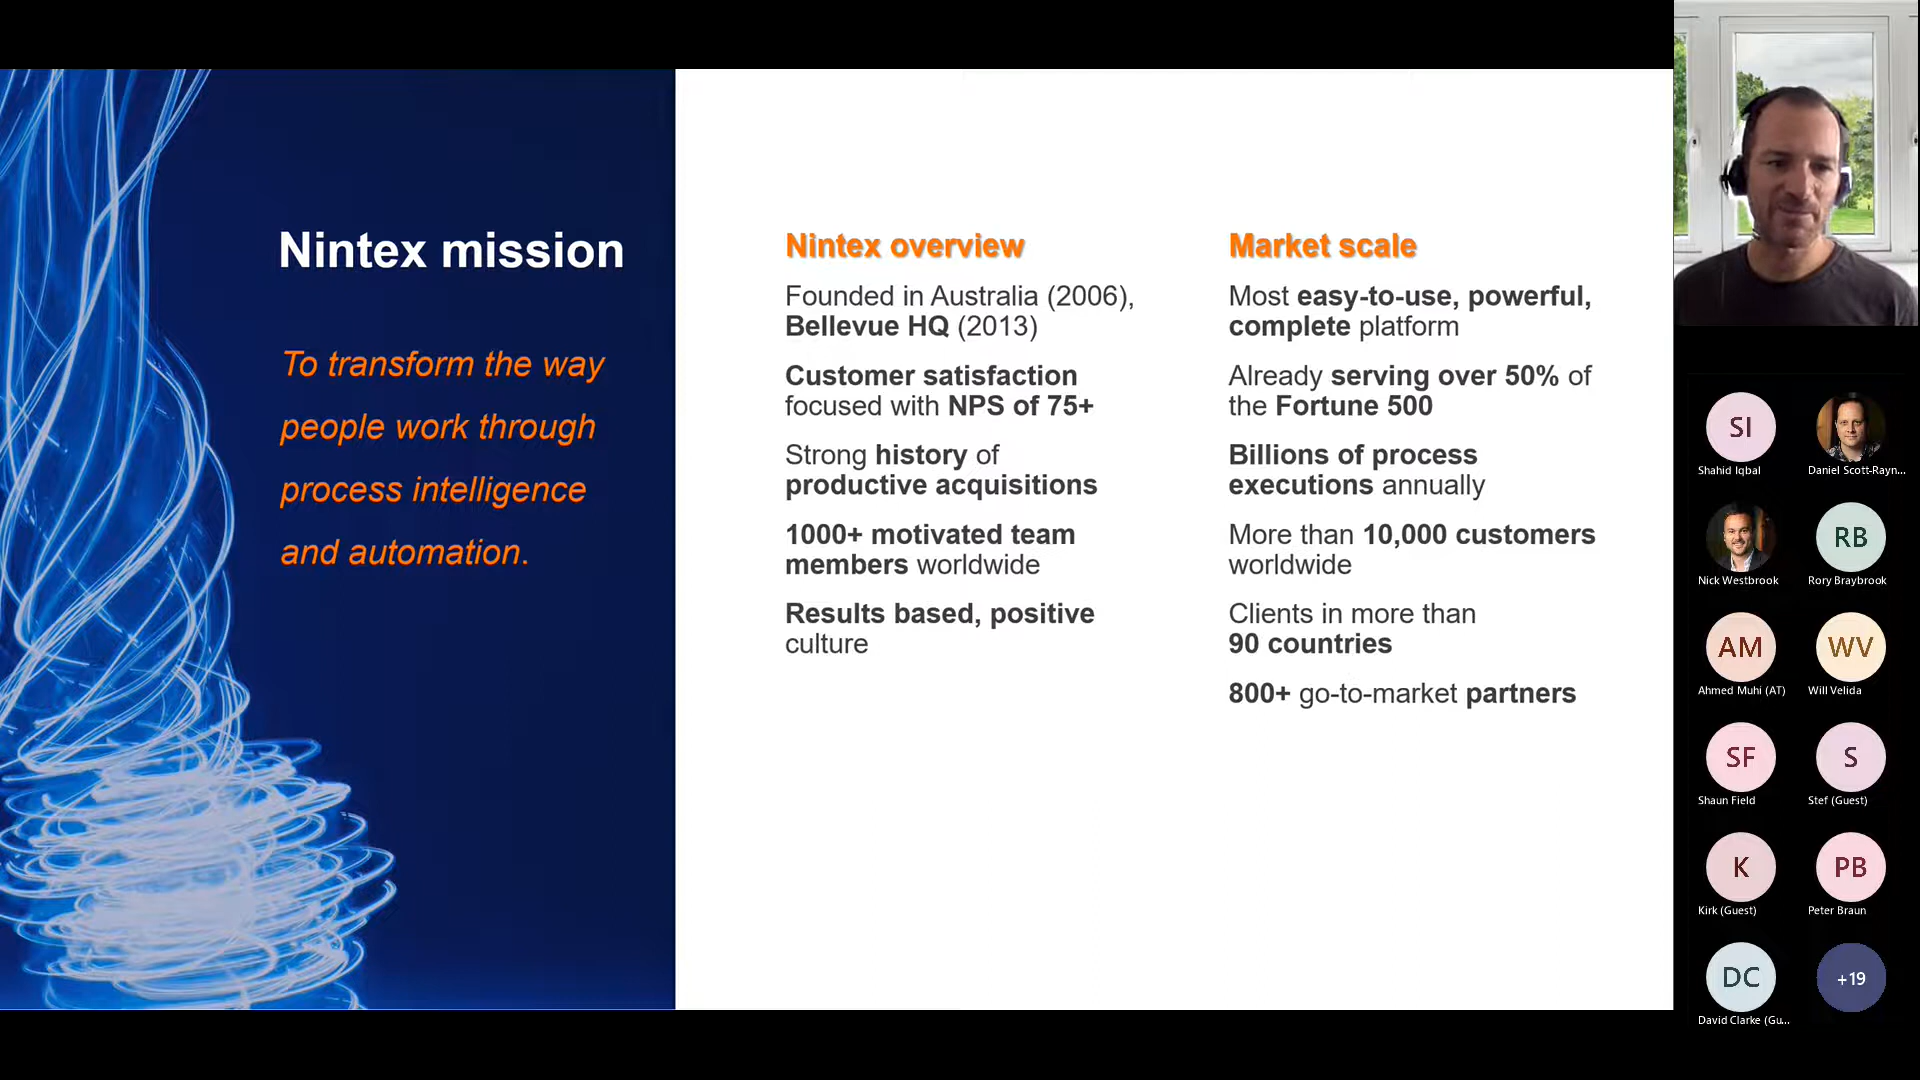 Nintex mission
To transform the way
people work through
process intelligence
and automation.
Nintex overview
Founded in Australia (2006),
Bellevue HQ (2013)
Customer satisfaction
focused with NPS of 75+
Strong history of
productive acquisitions
1000+ motivated team
members worldwide
Results based, positive
culture
Market scale
Most easy-to-use, powerful,
complete platform
Already serving over 50% of
the Fortune 500
Billions of process
executions annually
More than 10,000 customers
worldwide
Clients in more than
90 countries
800+ go-to-market partners
SI
Shahid Iqbal
Daniel Scott-Rayn...
Nick Westbrook
RB
Rory Braybrook
AM
Ahmed Muhi (AT)
WV
Will Velida
SF
Shaun Field
S
Stef (Guest)
K
Kirk (Guest)
PB
Peter Braun
DC
David Clarke (Gu...
+19